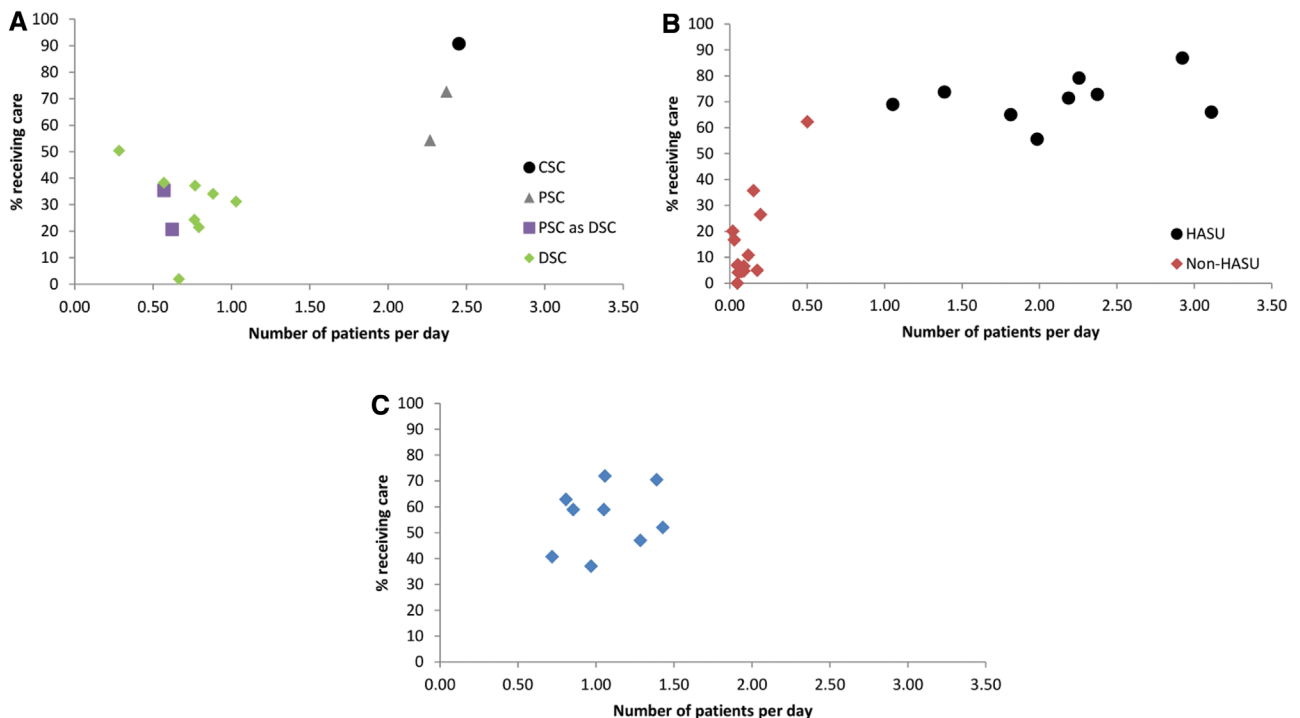 A
100
90
80
70
60
50
40
30
20
10
0
% receiving care
0.00 0.50 1.00 1.50 2.00 2.50 3.00 3.50
Number of patients per day
CSC
PSC
PSC as DSC
DSC
B
100
90
80
70
60
50
40
30
20
10
0
% receiving care
0.00 0.50 1.00 1.50 2.00 2.50 3.00 3.50
Number of patients per day
HASU
Non-HASU
C
100
90
80
70
60
50
40
30
20
10
0
% receiving care
0.00 0.50 1.00 1.50 2.00 2.50 3.00 3.50
Number of patients per day